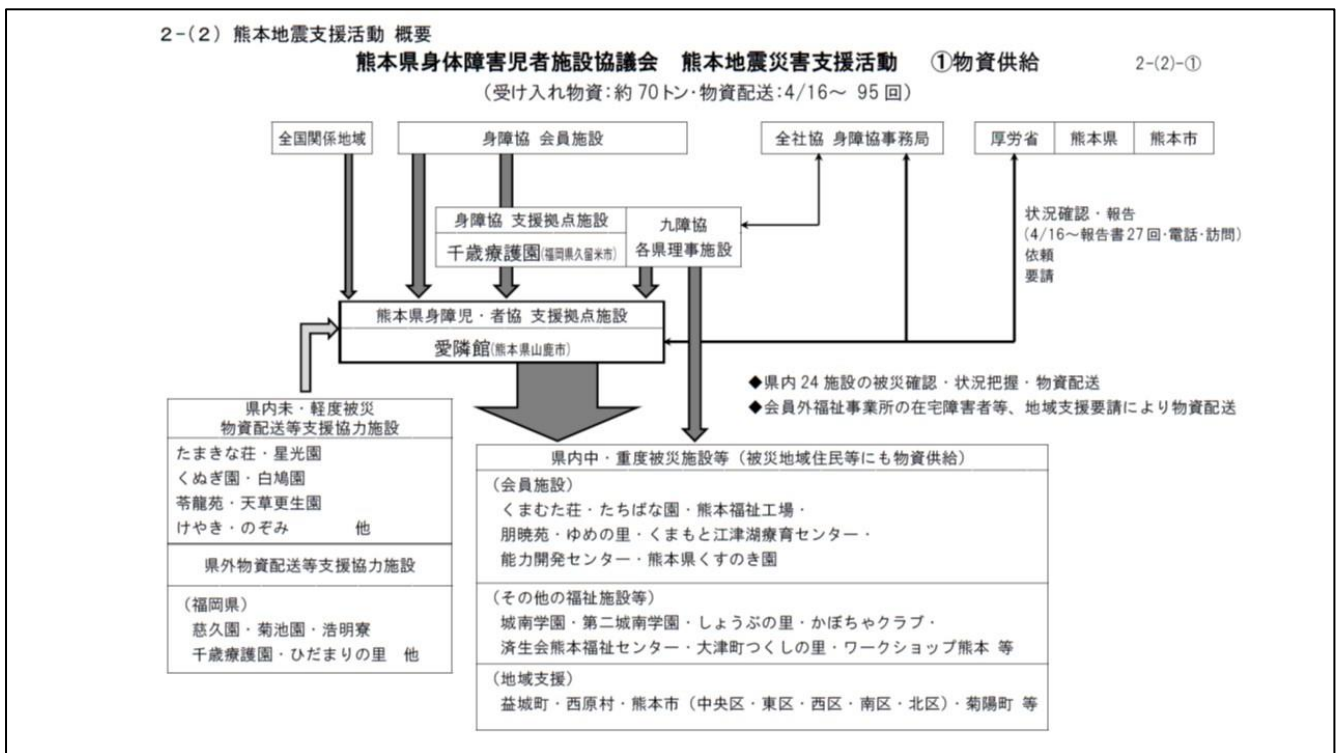 2-(2) 熊本地震支援活動 概要
熊本県身体障害児者施設協議会 熊本地震災害支援活動 ①物資供給 2-(2)-①
(受け入れ物資:約70トン・物資配送:4/16~ 95回)
全国関係地域
身障協 会員施設
全社協 身障協事務局
厚労省 熊本県 熊本市
身障協 支援拠点施設
千歳療護園(福岡県久留米市)
九障協
各県理事施設
状況確認・報告
(4/16~報告書27回・電話・訪問)
依頼
要請
熊本県身障児・者協 支援拠点施設
愛隣館(熊本県山鹿市)
◆県内24施設の被災確認・状況把握・物資配送
◆会員外福祉事業所の在宅障害者等、地域支援要請により物資配送
県内未・軽度被災
物資配送等支援協力施設
たまきな荘・星光園
くぬぎ園・白鳩園
苓龍苑・天草更生園
けやき・のぞみ 他
県外物資配送等支援協力施設
(福岡県)
慈久園・菊池園・浩明寮
千歳療護園・ひだまりの里 他
県内中・重度被災施設等(被災地域住民等にも物資供給)
(会員施設)
くまむた荘・たちばな園・熊本福祉工場・
朋暁苑・ゆめの里・くまもと江津湖療育センター・
能力開発センター・熊本県くすのき園
(その他の福祉施設等)
城南学園・第二城南学園・しょうぶの里・かぼちゃクラブ・
済生会熊本福祉センター・大津町つくしの里・ワークショップ熊本 等
(地域支援)
益城町・西原村・熊本市(中央区・東区・西区・南区・北区)・菊陽町 等